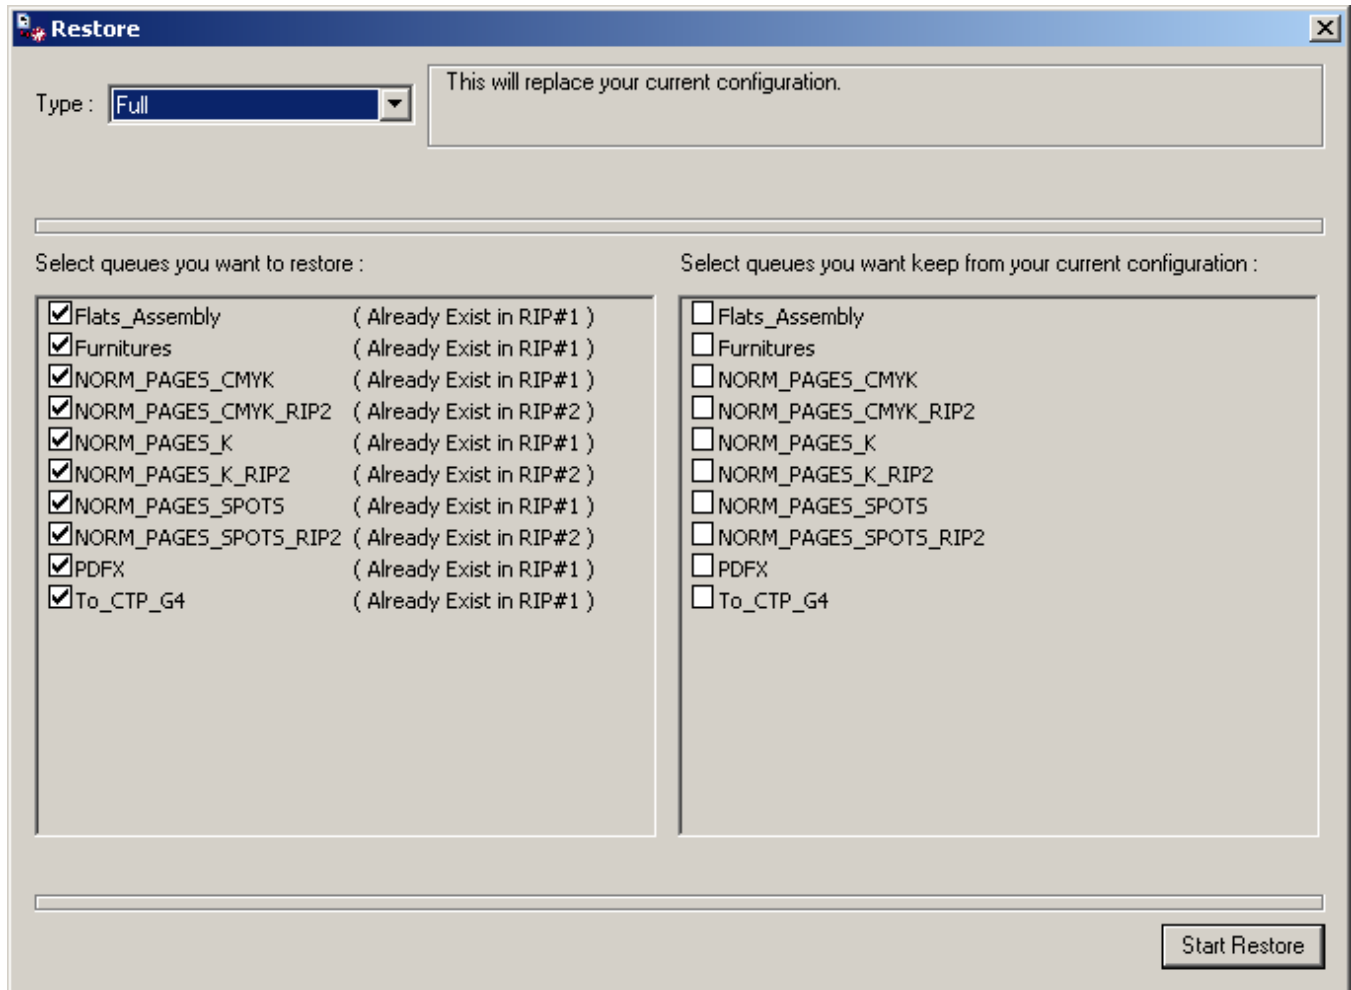 Restore
Type : Full
This will replace your current configuration.
Select queues you want to restore :
Flats_Assembly ( Already Exist in RIP#1 )
Furnitures ( Already Exist in RIP#1 )
NORM_PAGES_CMYK ( Already Exist in RIP#1 )
NORM_PAGES_CMYK_RIP2 ( Already Exist in RIP#2 )
NORM_PAGES_K ( Already Exist in RIP#1 )
NORM_PAGES_K_RIP2 ( Already Exist in RIP#2 )
NORM_PAGES_SPOTS ( Already Exist in RIP#1 )
NORM_PAGES_SPOTS_RIP2 ( Already Exist in RIP#2 )
PDFX ( Already Exist in RIP#1 )
To_CTP_G4 ( Already Exist in RIP#1 )
Select queues you want keep from your current configuration :
Flats_Assembly
Furnitures
NORM_PAGES_CMYK
NORM_PAGES_CMYK_RIP2
NORM_PAGES_K
NORM_PAGES_K_RIP2
NORM_PAGES_SPOTS
NORM_PAGES_SPOTS_RIP2
PDFX
To_CTP_G4
Start Restore